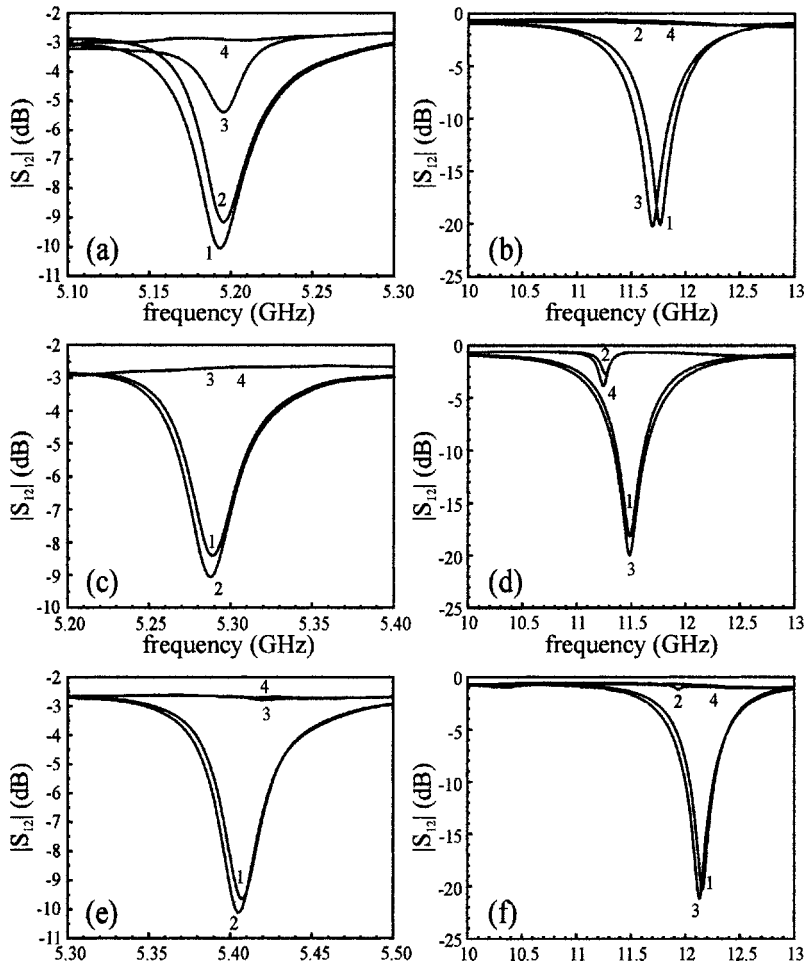 -2
-3
-4
-5
-6
-7
-8
-9
-10
-11
|S₁₂| (dB)
4
3
2
1
(a)
5.10 5.15 5.20 5.25 5.30
frequency (GHz)
0
-5
-10
-15
-20
-25
|S₁₂| (dB)
2 4
3 1
(b)
10 10.5 11 11.5 12 12.5 13
frequency (GHz)
-2
-3
-4
-5
-6
-7
-8
-9
-10
|S₁₂| (dB)
3 4
1
2
(c)
5.20 5.25 5.30 5.35 5.40
frequency (GHz)
0
-5
-10
-15
-20
-25
|S₁₂| (dB)
2
4
1
3
(d)
10 10.5 11 11.5 12 12.5 13
frequency (GHz)
-2
-3
-4
-5
-6
-7
-8
-9
-10
-11
|S₁₂| (dB)
4
3
1
2
(e)
5.30 5.35 5.40 5.45 5.50
frequency (GHz)
0
-5
-10
-15
-20
-25
|S₁₂| (dB)
2 4
1
3
(f)
10 10.5 11 11.5 12 12.5 13
frequency (GHz)